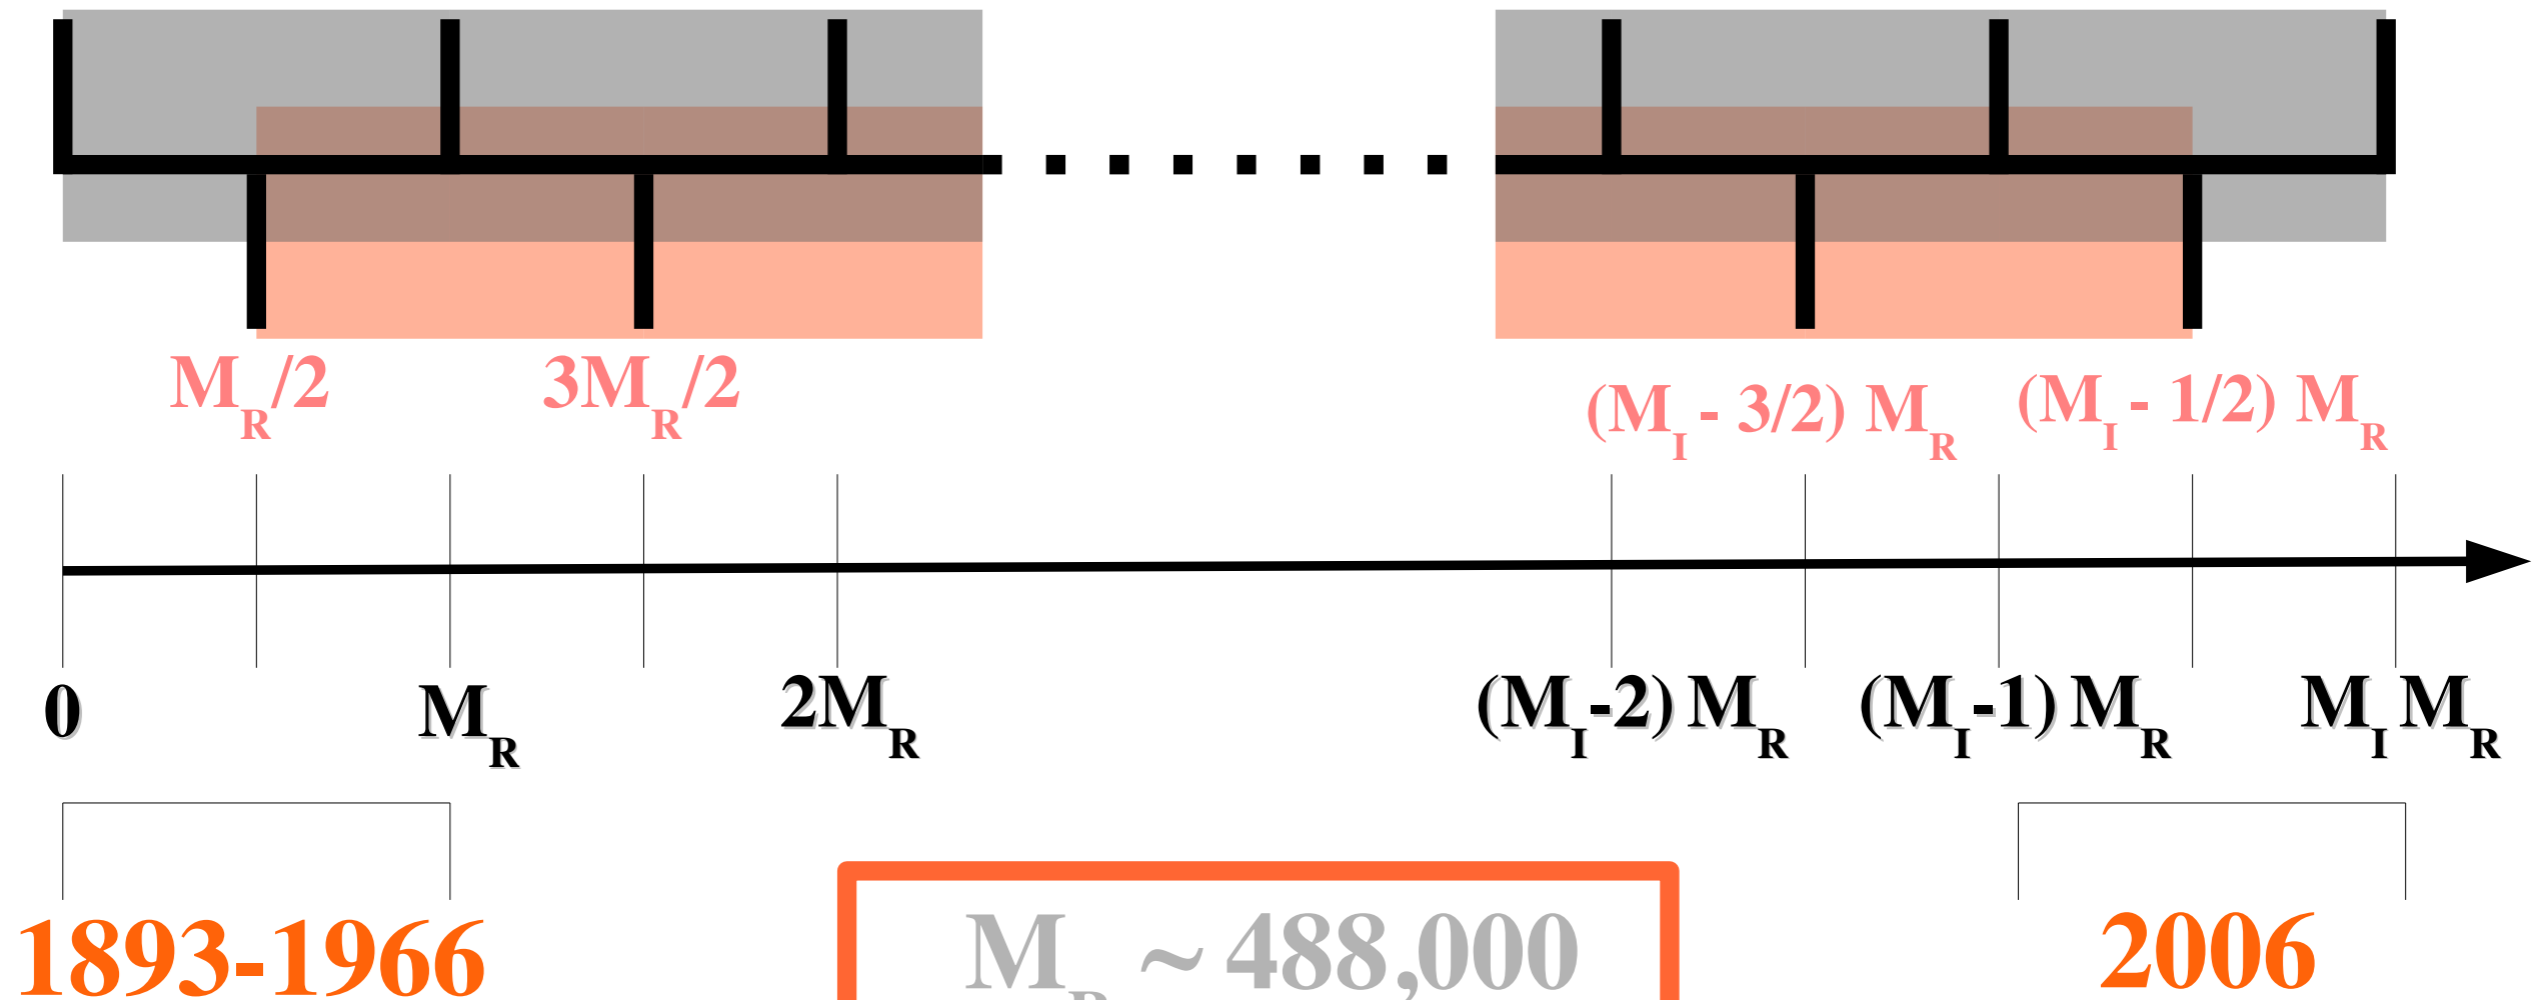 M_R/2 3M_R/2 (M_I - 3/2) M_R (M_I - 1/2) M_R
0 M_R 2M_R (M_I-2) M_R (M_I-1) M_R M_I M_R
1893-1966 M_R ~ 488,000 2006